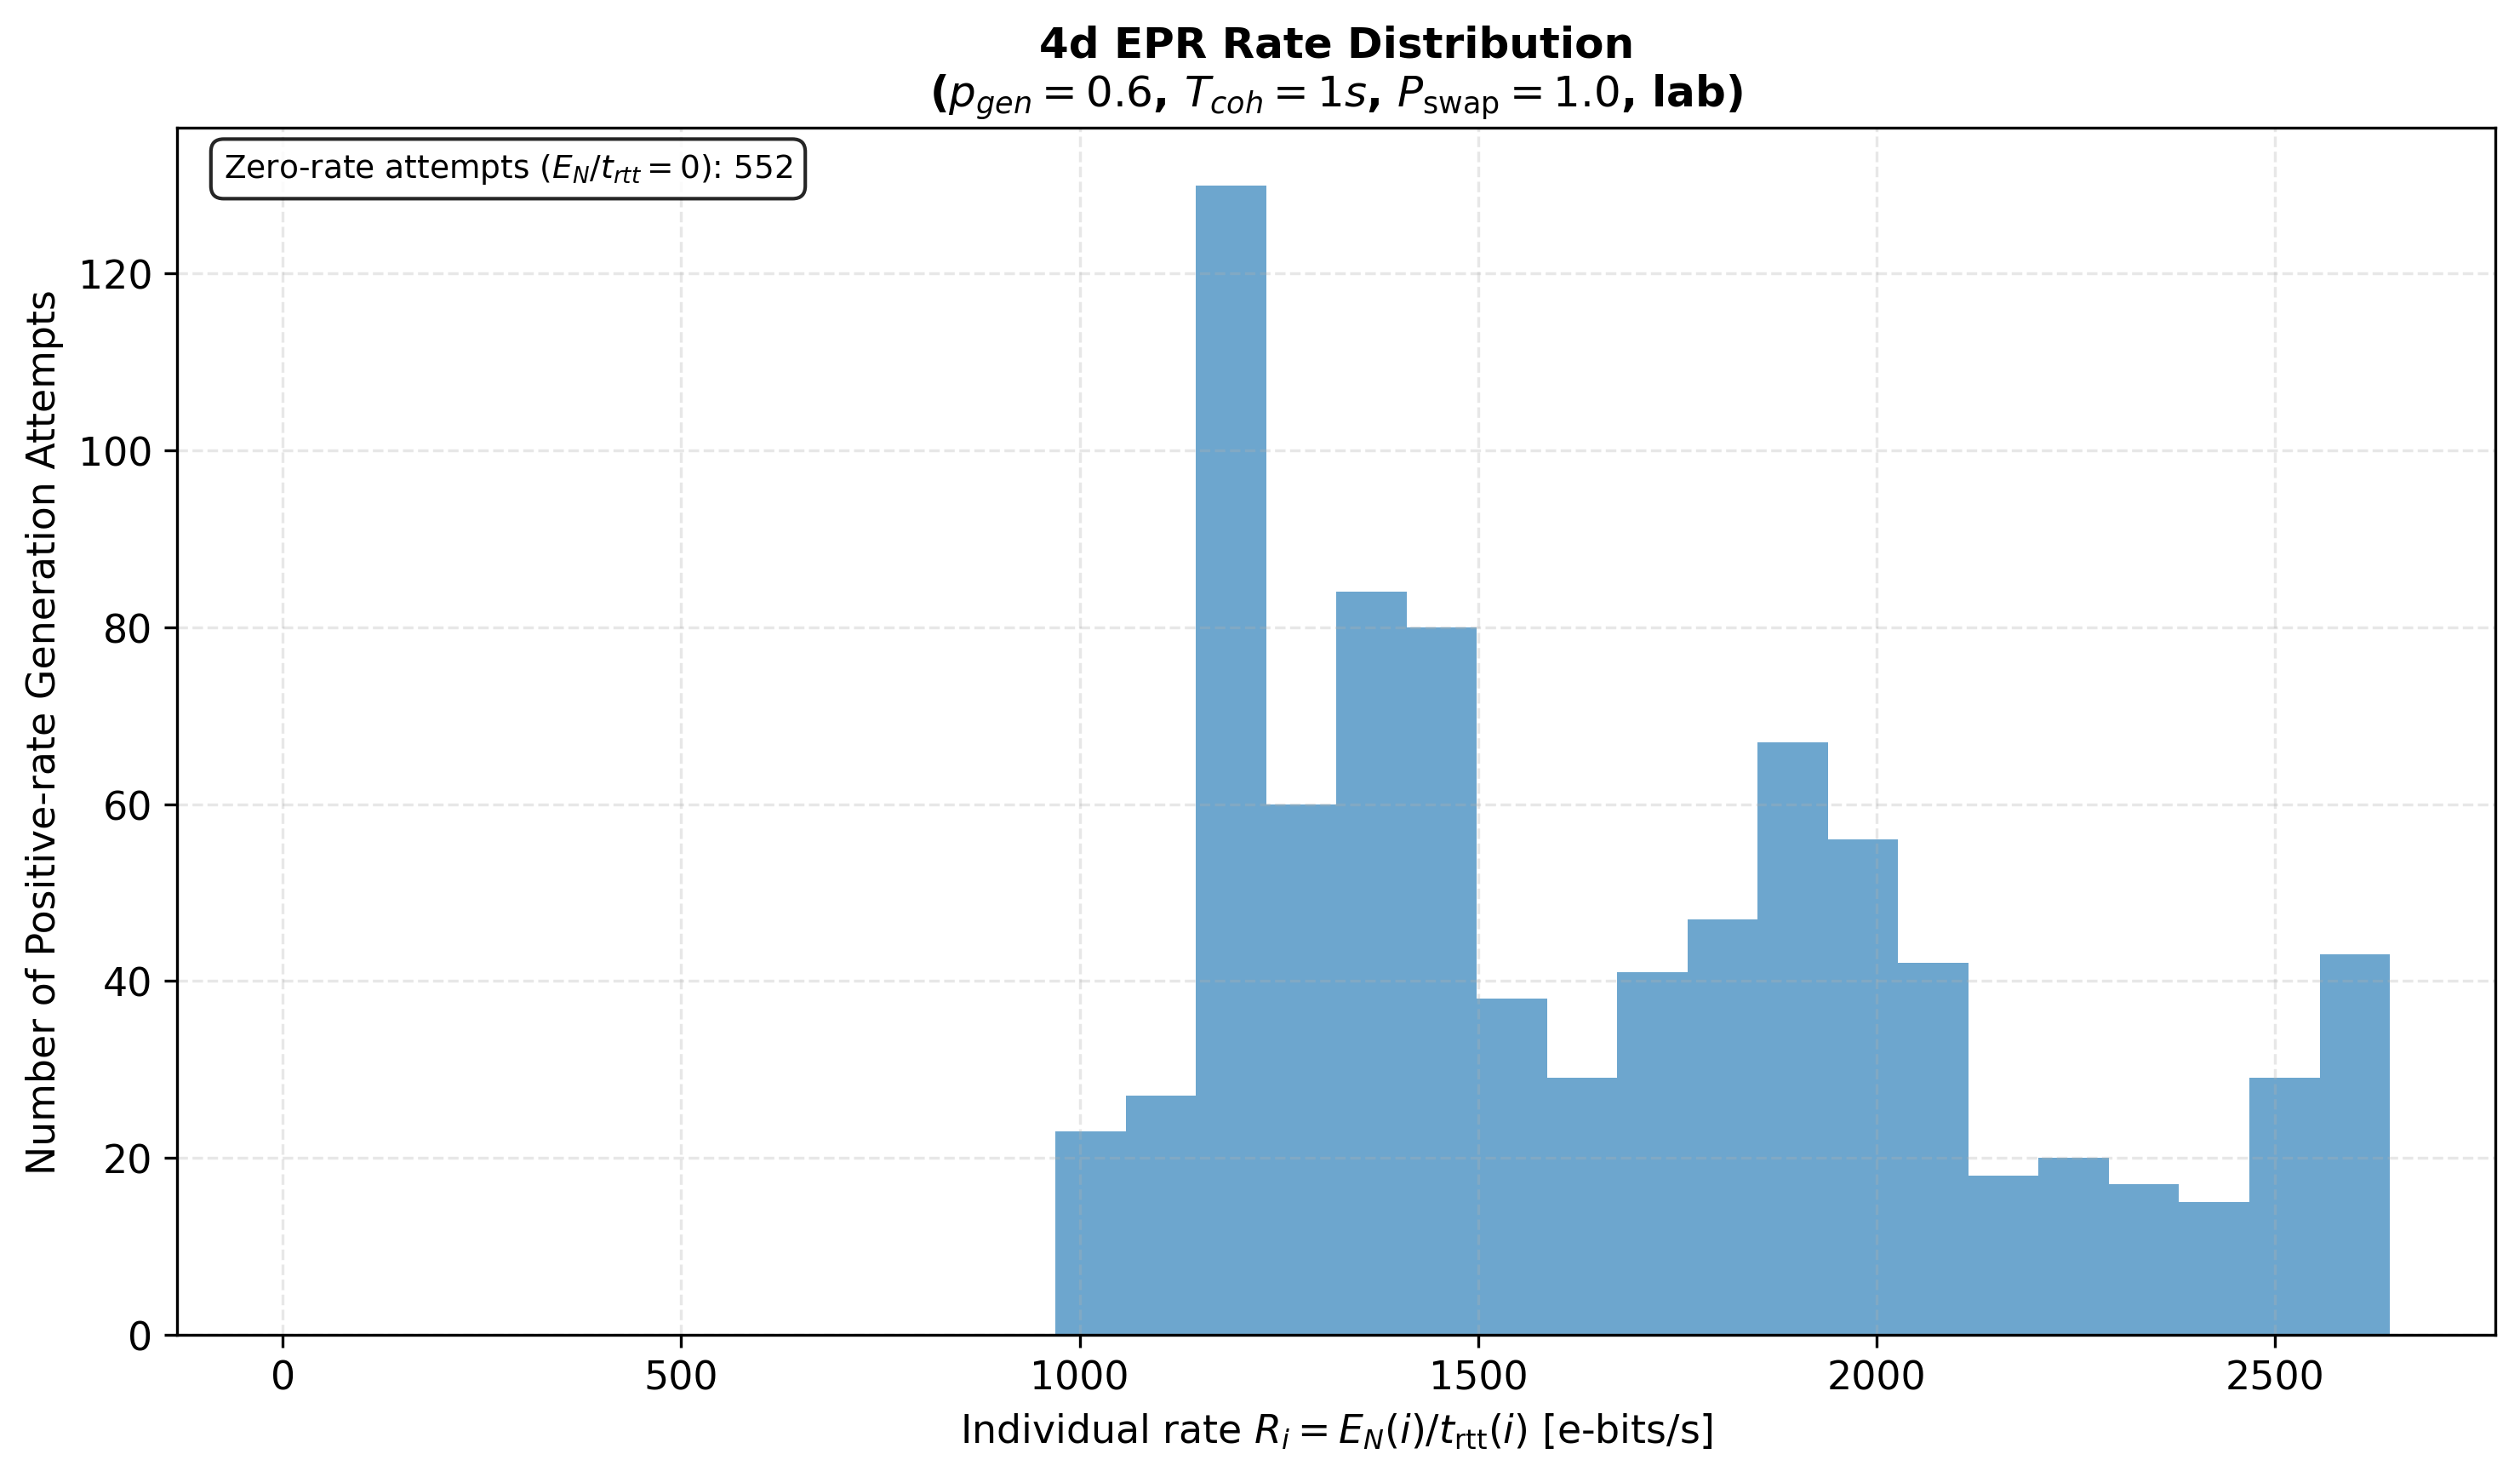 4d EPR Rate Distribution
(p_gen = 0.6, T_coh = 1s, P_swap = 1.0, lab)
Zero-rate attempts (E_N/t_rtt = 0): 552
Number of Positive-rate Generation Attempts
120
100
80
60
40
20
0
0 500 1000 1500 2000 2500
Individual rate R_i = E_N(i)/t_rtt(i) [e-bits/s]